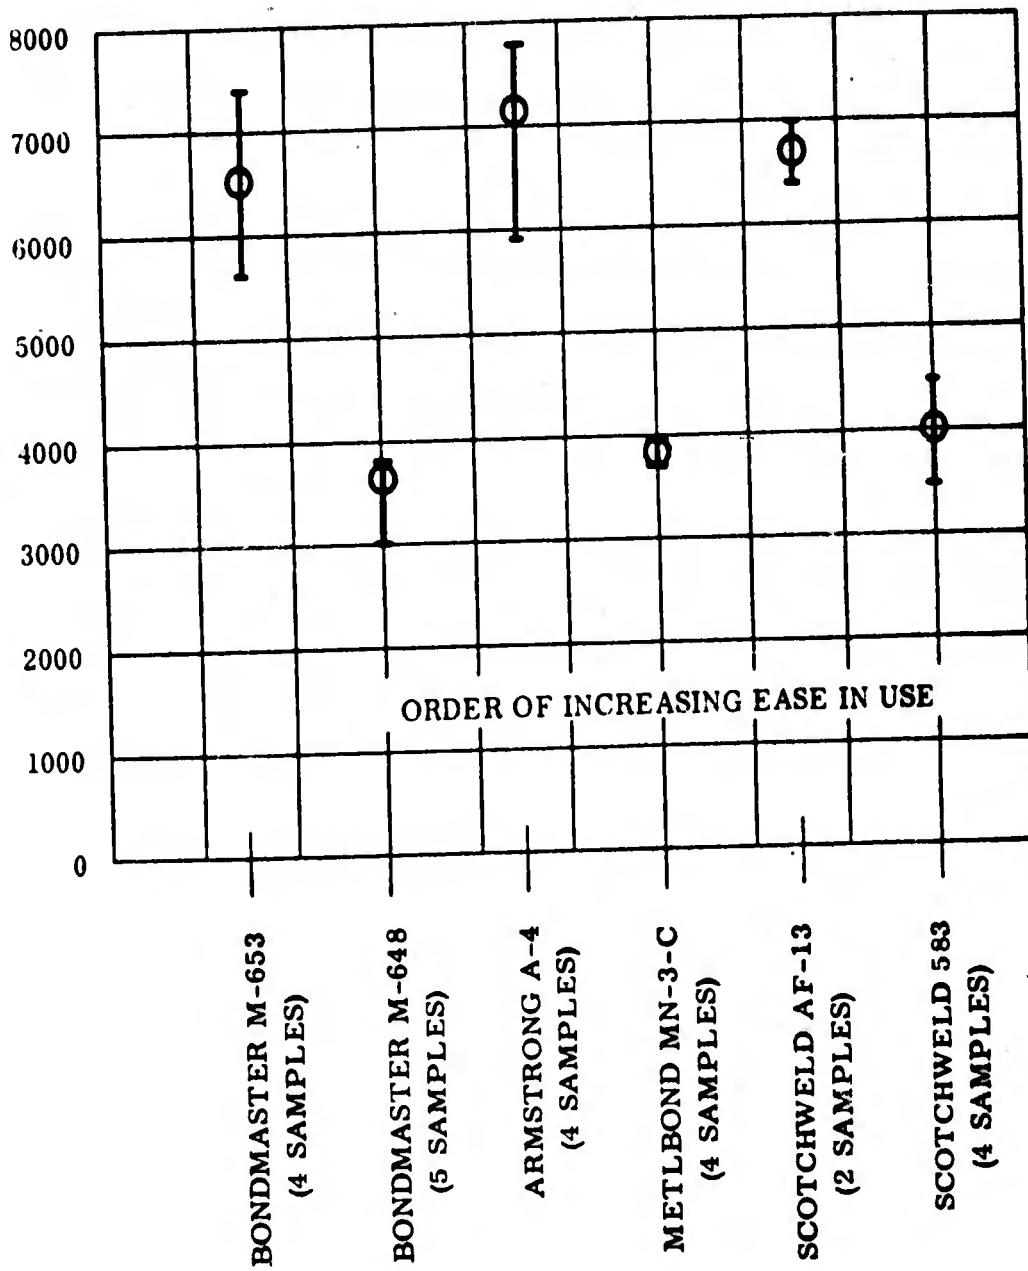 8000
7000
6000
5000
4000
3000
2000
1000
0
ORDER OF INCREASING EASE IN USE
BONDMASTER M-653
(4 SAMPLES)
BONDMASTER M-648
(5 SAMPLES)
ARMSTRONG A-4
(4 SAMPLES)
METLBOND MN-3-C
(4 SAMPLES)
SCOTCHWELD AF-13
(2 SAMPLES)
SCOTCHWELD 583
(4 SAMPLES)